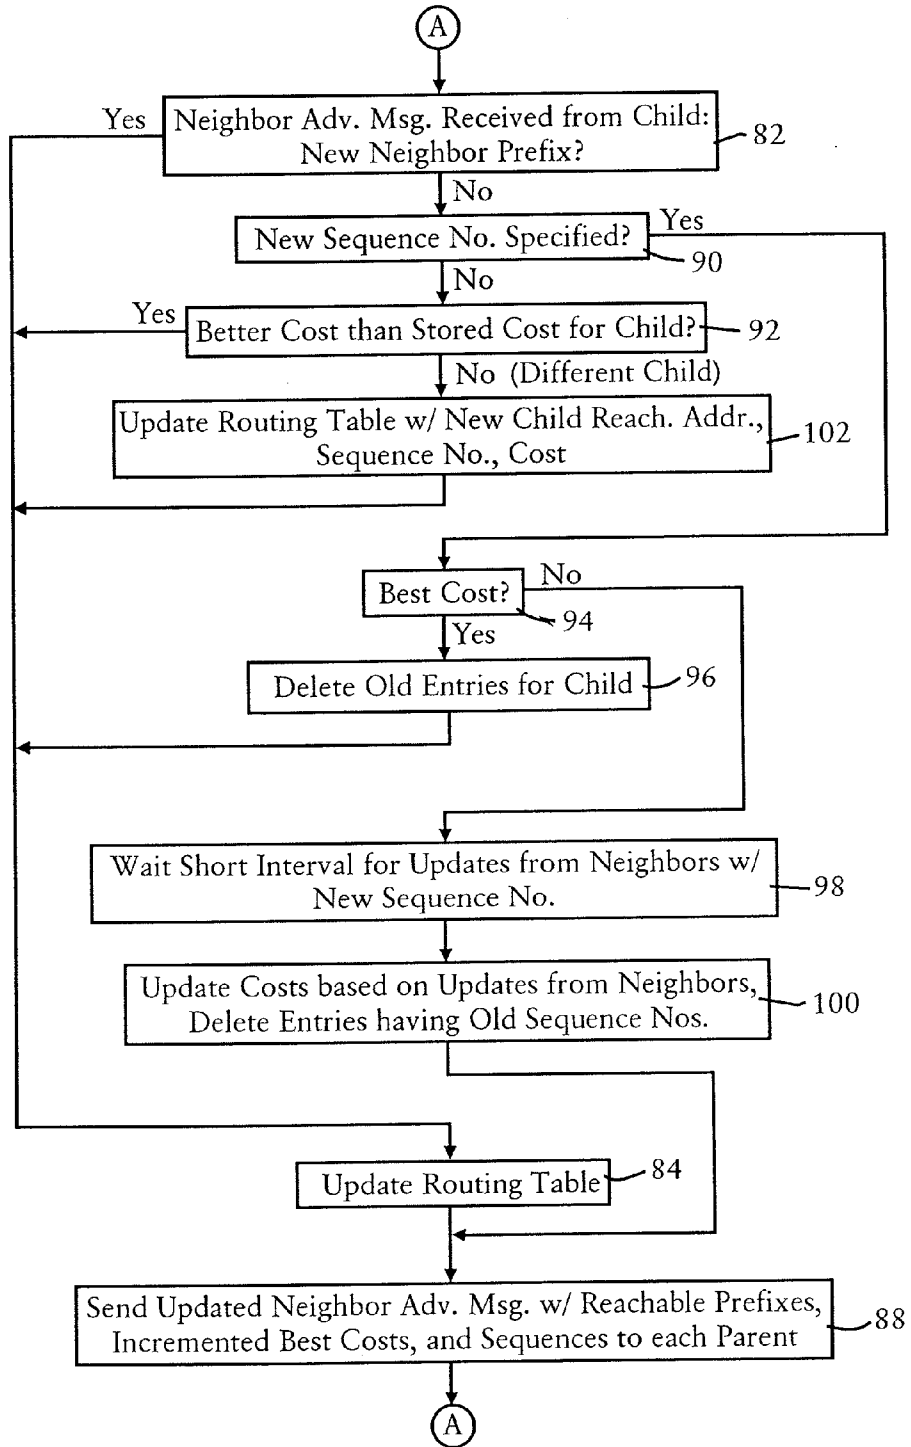 A
Yes
Neighbor Adv. Msg. Received from Child:
New Neighbor Prefix?
82
No
New Sequence No. Specified?
Yes
90
No
Yes
Better Cost than Stored Cost for Child?
92
No (Different Child)
Update Routing Table w/ New Child Reach. Addr.,
Sequence No., Cost
102
Best Cost?
No
94
Yes
Delete Old Entries for Child
96
Wait Short Interval for Updates from Neighbors w/
New Sequence No.
98
Update Costs based on Updates from Neighbors,
Delete Entries having Old Sequence Nos.
100
Update Routing Table
84
Send Updated Neighbor Adv. Msg. w/ Reachable Prefixes,
Incremented Best Costs, and Sequences to each Parent
88
A